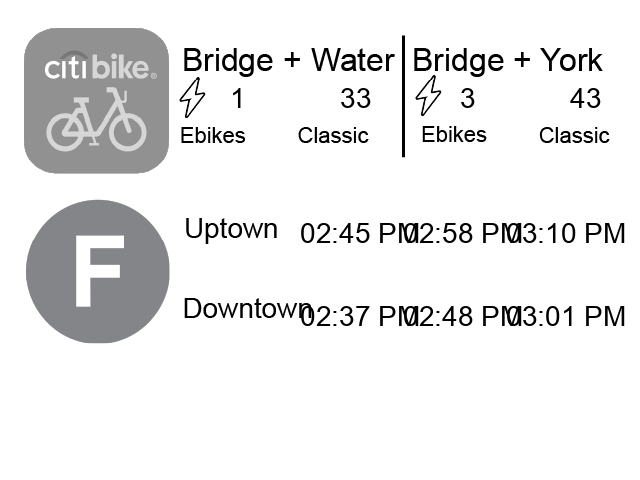 citi bike®
Bridge + Water
1 33
Ebikes Classic
Bridge + York
3 43
Ebikes Classic
F
Uptown 02:45 PM 02:58 PM 03:10 PM
Downtown 02:37 PM 02:48 PM 03:01 PM